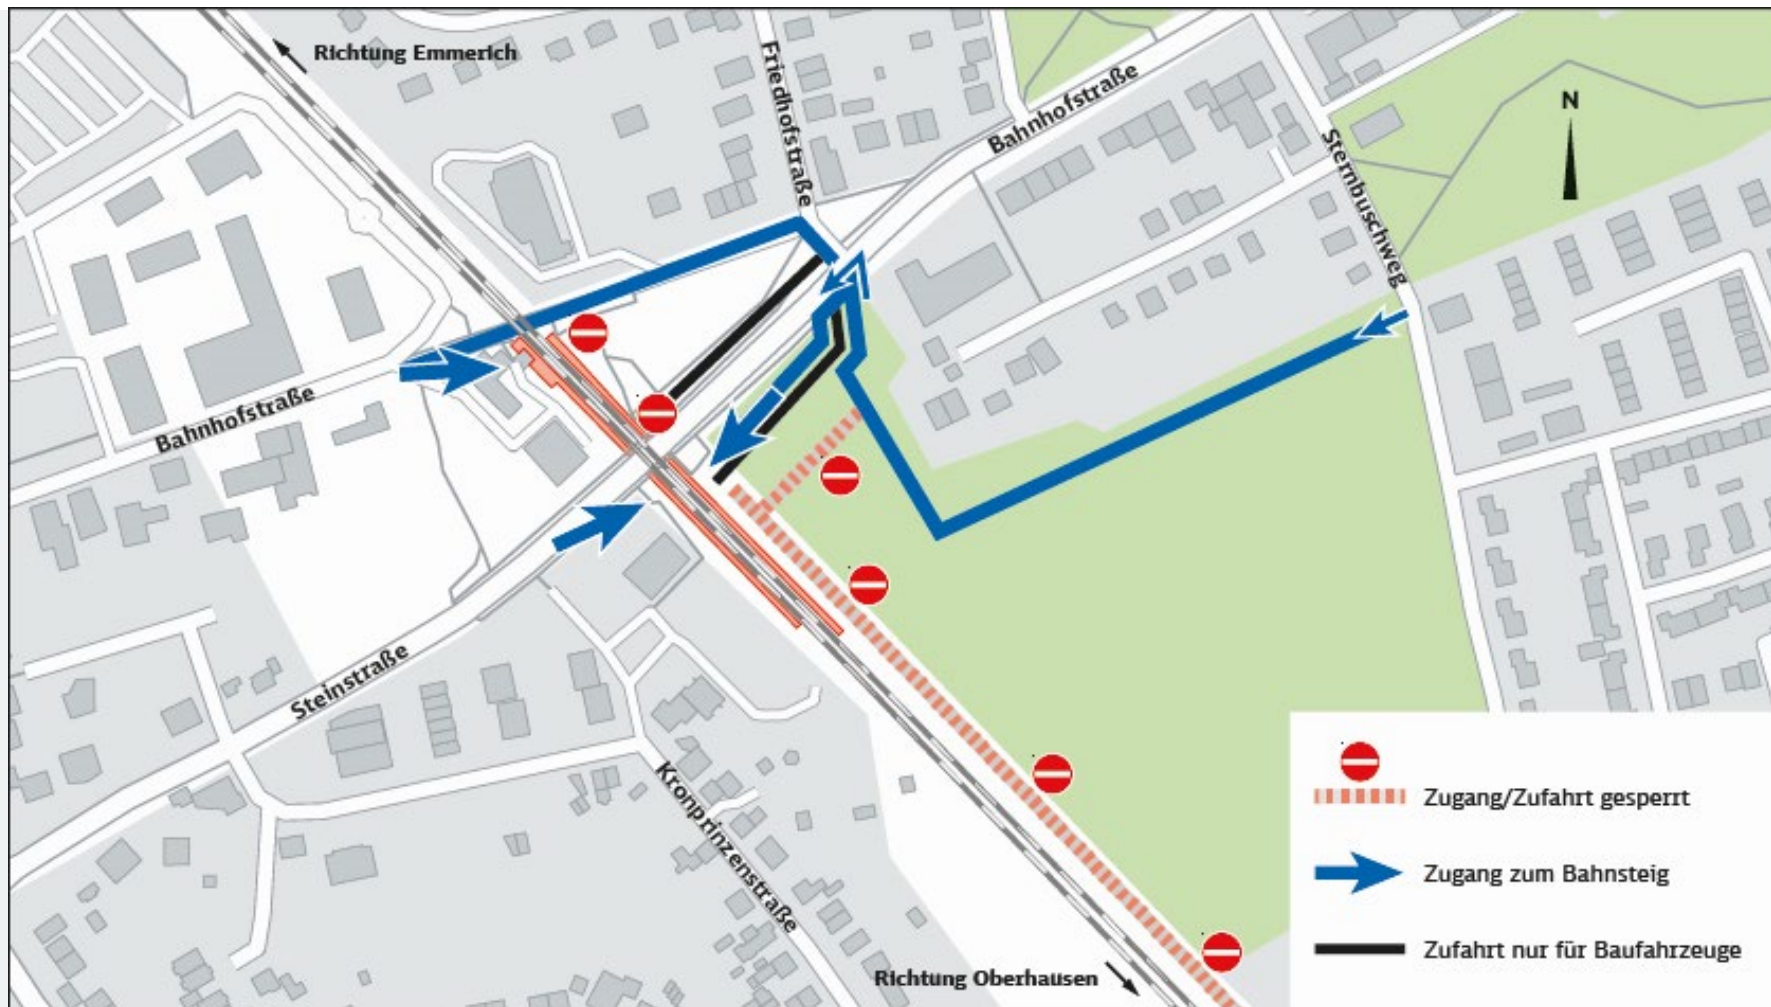 Richtung Emmerich
Friedhofstraße
Bahnhofstraße
N
Sternbuschweg
Bahnhofstraße
Steinstraße
Kronprinzenstraße
Richtung Oberhausen
Zugang/Zufahrt gesperrt
Zugang zum Bahnsteig
Zufahrt nur für Baufahrzeuge